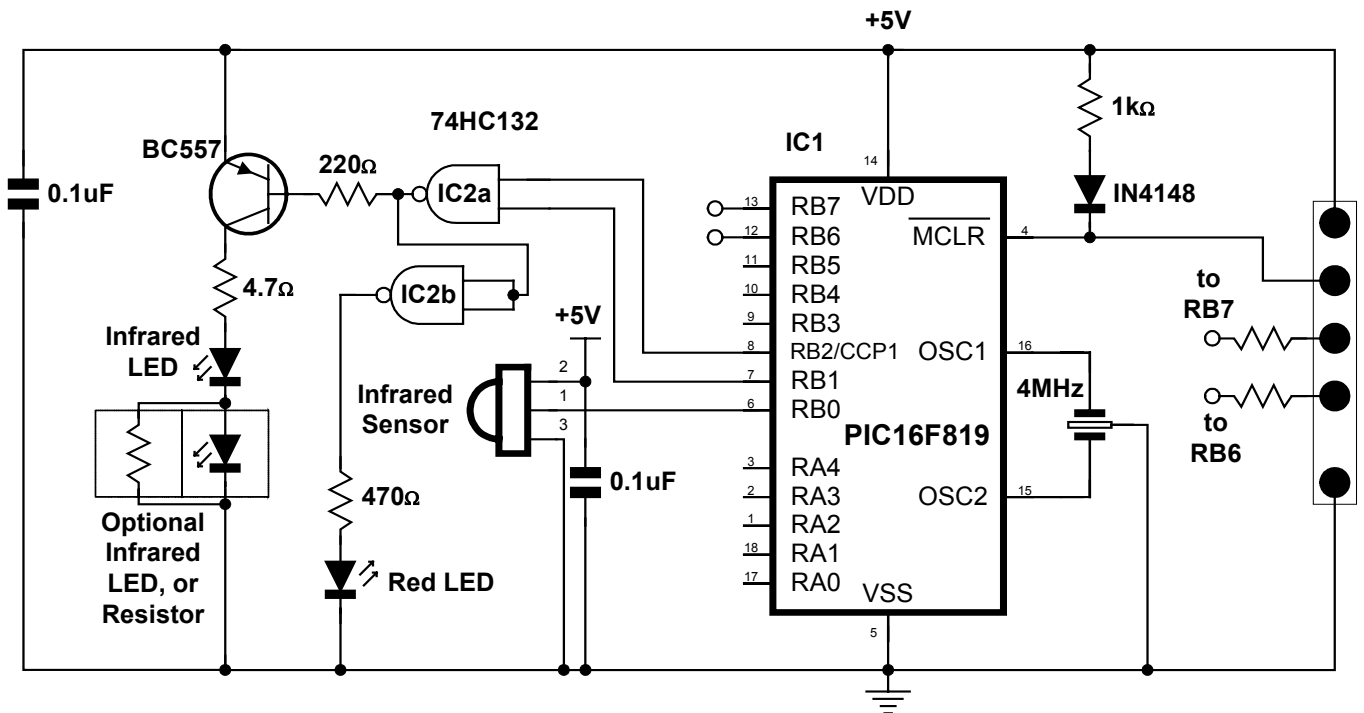 +5V
74HC132
1kΩ
BC557
220Ω
IC1
14
0.1uF
IC2a
13
RB7
VDD
IN4148
12
RB6
MCLR
4
11
RB5
4.7Ω
IC2b
10
RB4
to
RB7
+5V
9
RB3
Infrared
LED
8
RB2/CCP1
OSC1
16
2
7
RB1
4MHz
Infrared
Sensor
1
6
RB0
3
PIC16F819
to
RB6
3
RA4
470Ω
0.1uF
2
RA3
OSC2
15
Optional
Infrared
LED, or
Resistor
1
RA2
18
RA1
Red LED
17
RA0
VSS
5